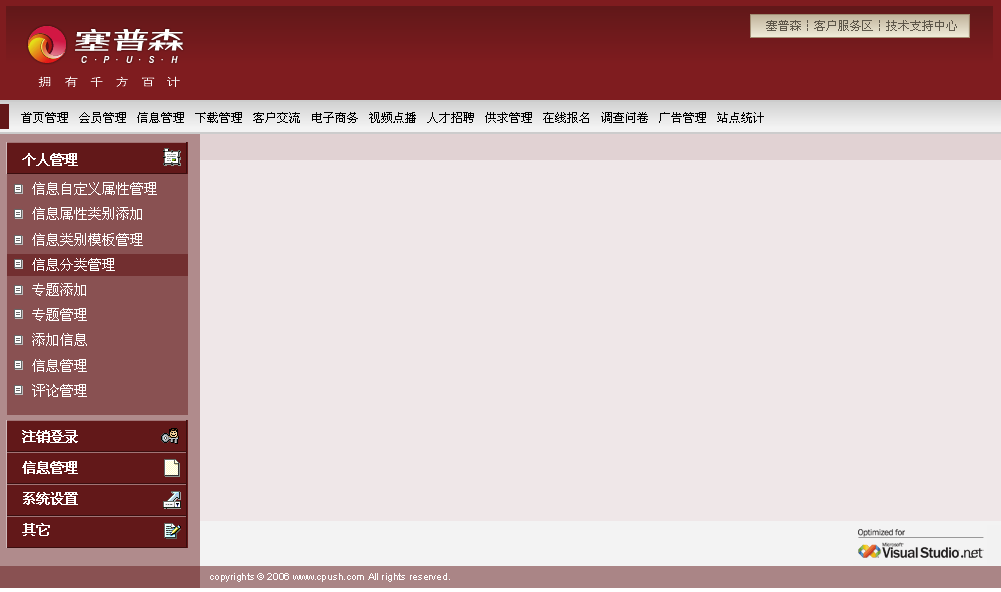 塞普森
C·P·U·S·H
拥有千方百计
塞普森┆客户服务区┆技术支持中心
首页管理 会员管理 信息管理 下载管理 客户交流 电子商务 视频点播 人才招聘 供求管理 在线报名 调查问卷 广告管理 站点统计
个人管理
信息自定义属性管理
信息属性类别添加
信息类别模板管理
信息分类管理
专题添加
专题管理
添加信息
信息管理
评论管理
注销登录
信息管理
系统设置
其它
Optimized for
Microsoft
Visual Studio.net
copyrights © 2006 www.cpush.com All rights reserved.